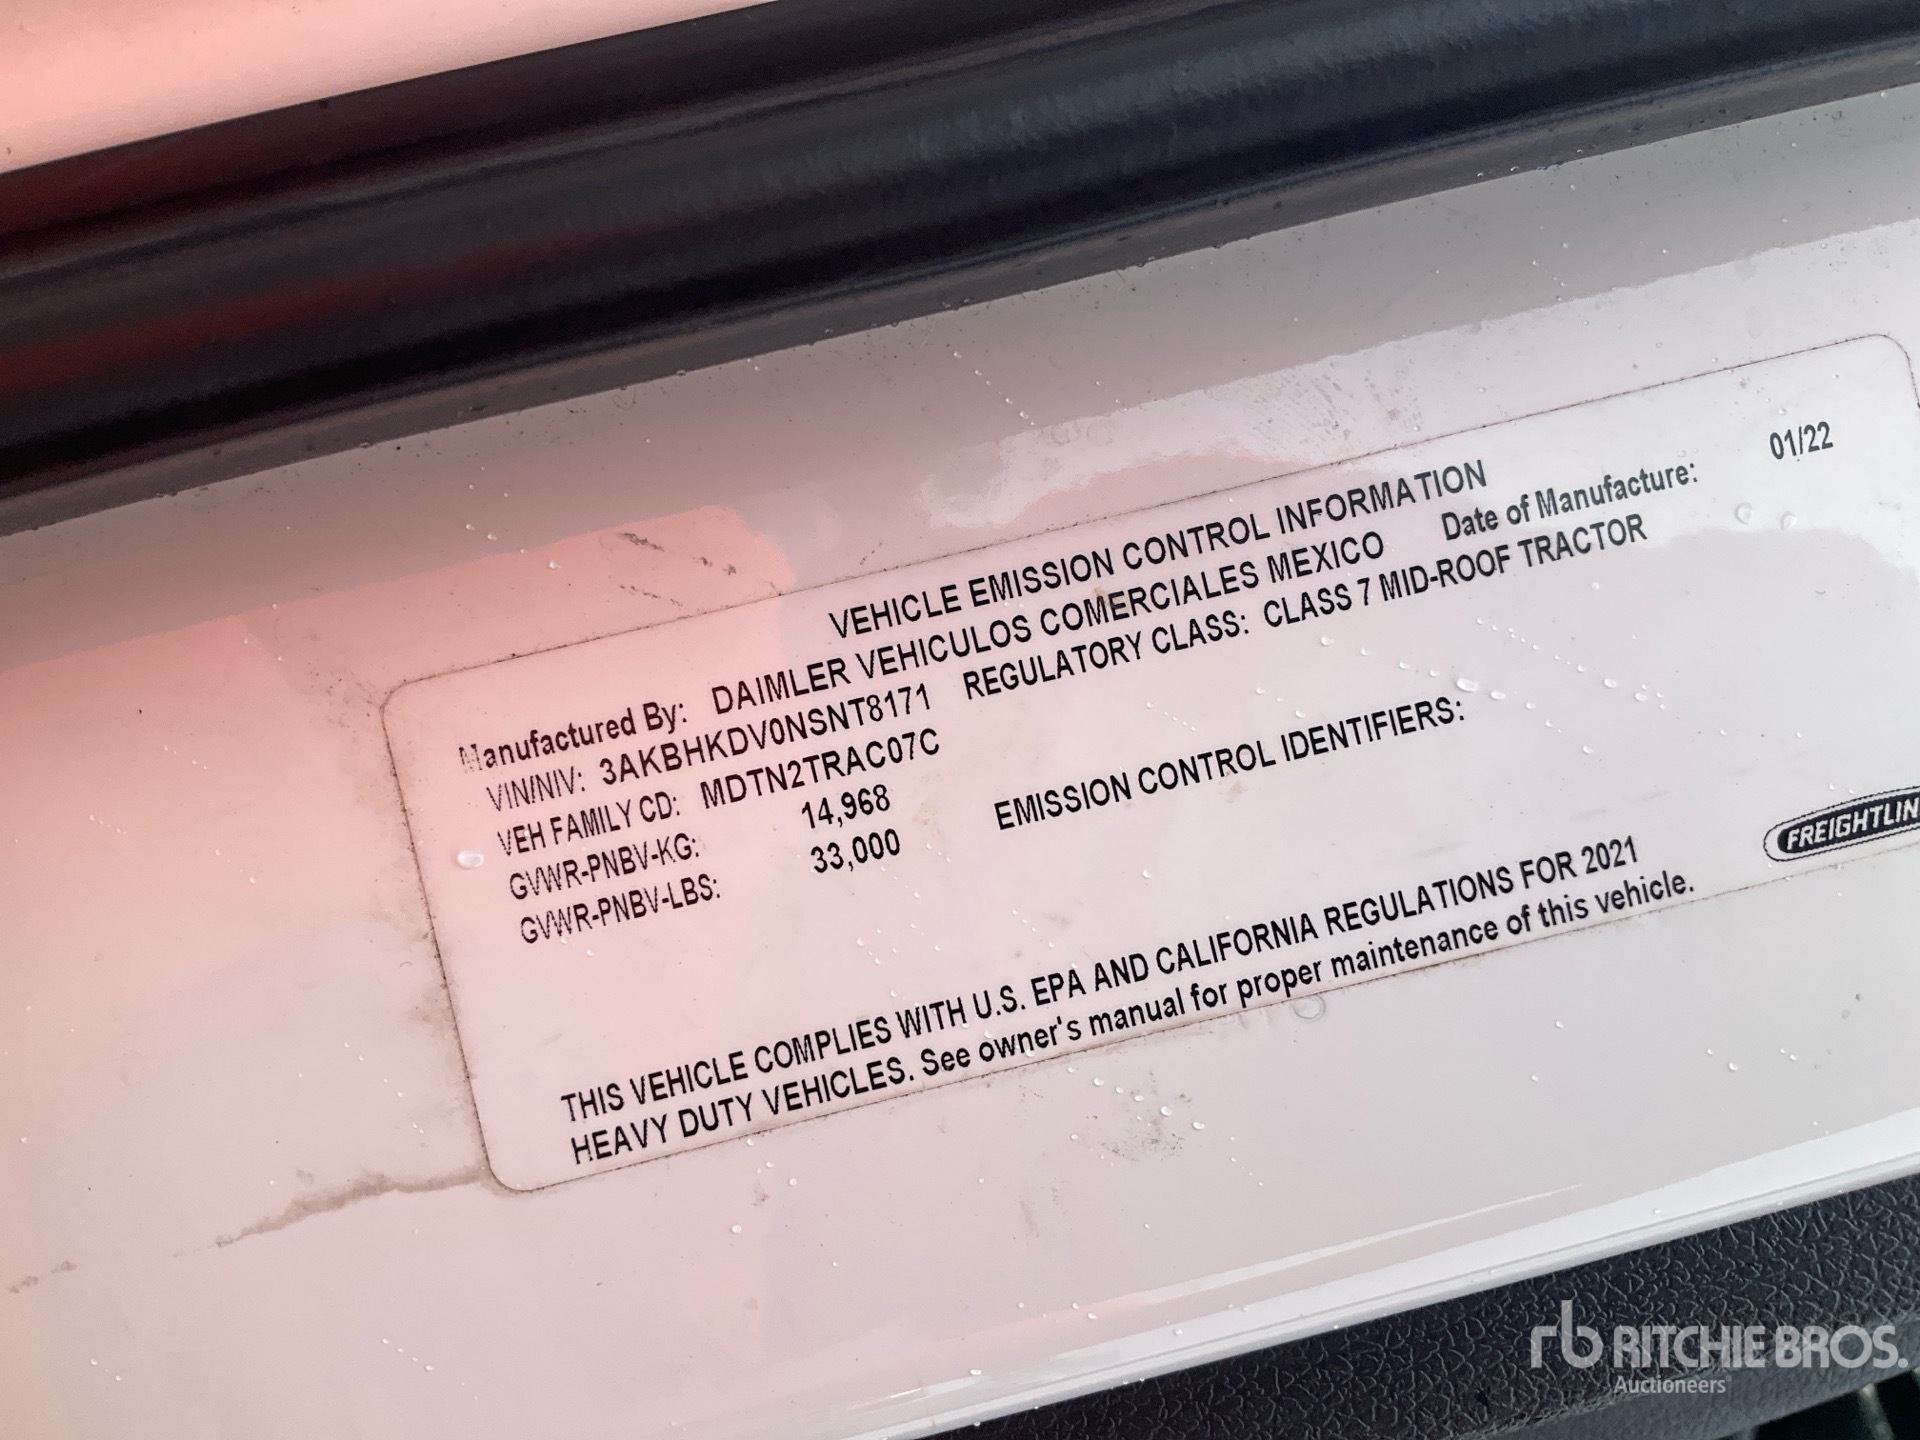 VEHICLE EMISSION CONTROL INFORMATION
Manufactured By: DAIMLER VEHICULOS COMERCIALES MEXICO Date of Manufacture: 01/22
VIN/NIV: 3AKBHKDV0NSNT8171 REGULATORY CLASS: CLASS 7 MID-ROOF TRACTOR
VEH FAMILY CD: MDTN2TRAC07C
GVWR-PNBV-KG: 14,968 EMISSION CONTROL IDENTIFIERS:
GVWR-PNBV-LBS: 33,000
FREIGHTLIN
THIS VEHICLE COMPLIES WITH U.S. EPA AND CALIFORNIA REGULATIONS FOR 2021
HEAVY DUTY VEHICLES. See owner's manual for proper maintenance of this vehicle.
rb RITCHIE BROS.
Auctioneers